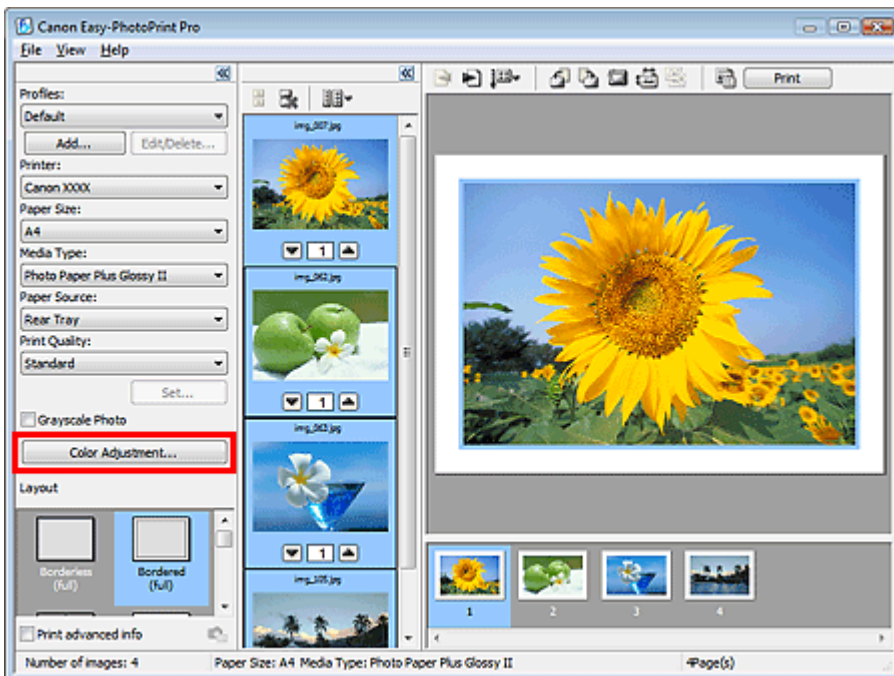 Canon Easy-PhotoPrint Pro
File View Help
Profiles:
Default
Add... Edit/Delete...
Printer:
Canon XXXX
Paper Size:
A4
Media Type:
Photo Paper Plus Glossy II
Paper Source:
Rear Tray
Print Quality:
Standard
Set...
Grayscale Photo
Color Adjustment...
Layout
Borderless
(full)
Bordered
(full)
Print advanced info
img_007.jpg
1
img_062.jpg
1
img_063.jpg
1
img_105.jpg
Print
1 2 3 4
Number of images: 4 Paper Size: A4 Media Type: Photo Paper Plus Glossy II 4Page(s)